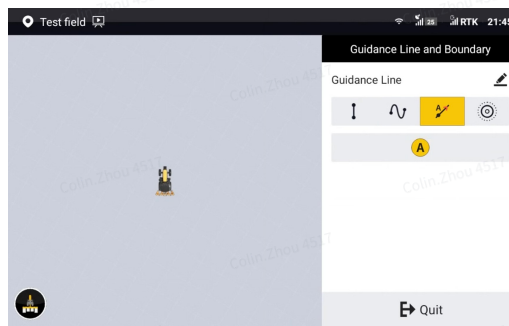 Test field
25 RTK 21:45
Guidance Line and Boundary
Guidance Line
A
A
Quit
Colin.Zhou 4517
Colin.Zhou 4517
Colin.Zhou 4517
Colin.Zhou 4517